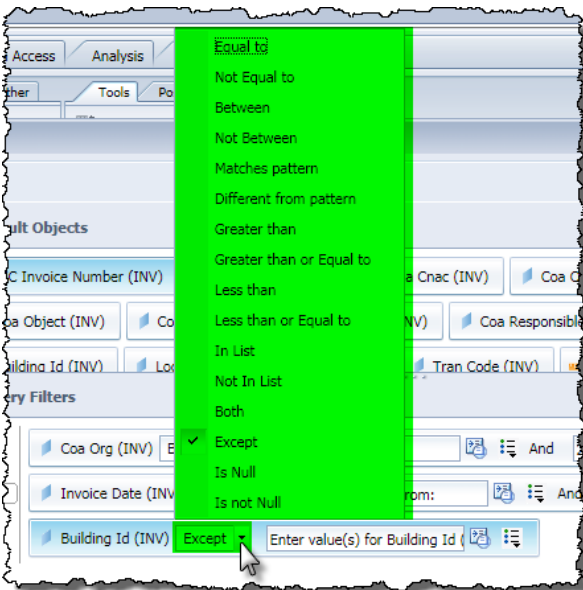 Access Analysis
ther Tools Po
Equal to
Not Equal to
Between
Not Between
Matches pattern
Different from pattern
Greater than
Greater than or Equal to
Less than
Less than or Equal to
In List
Not In List
Both
Except
Is Null
Is not Null
ult Objects
C Invoice Number (INV) a Cnac (INV) Coa O
oa Object (INV) Co NV) Coa Responsible
ilding Id (INV) Loc Tran Code (INV)
ery Filters
Coa Org (INV) E And
Invoice Date (INV rom: And
Building Id (INV) Except Enter value(s) for Building Id (